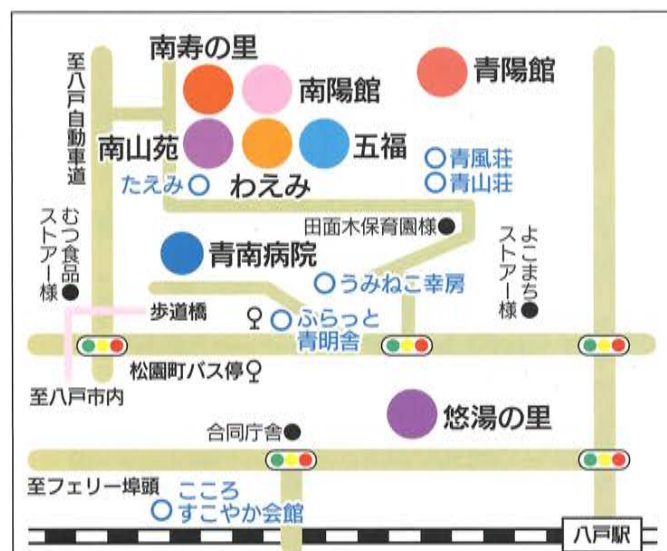 至八戸自動車道
南寿の里
南陽館
青陽館
南山苑
わえみ
五福
たえみ
青風荘
青山荘
むつ食品
ストアー様
田面木保育園様
よこまち
ストアー様
青南病院
うみねこ幸房
歩道橋
ふらっと
青明舎
松園町バス停
至八戸市内
悠湯の里
合同庁舎
至フェリー埠頭
こころ
すこやか会館
八戸駅